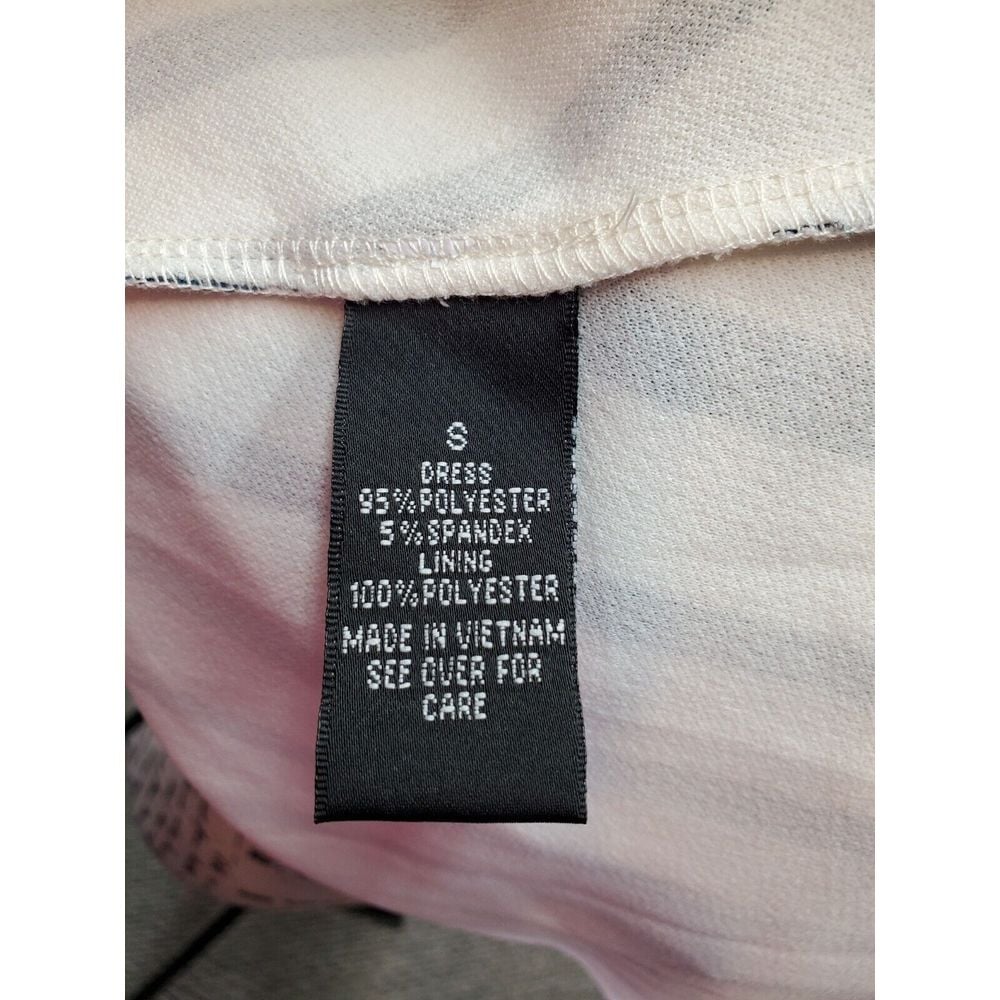 S
DRESS
95%POLYESTER
5%SPANDEX
LINING
100%POLYESTER
MADE IN VIETNAM
SEE OVER FOR
CARE